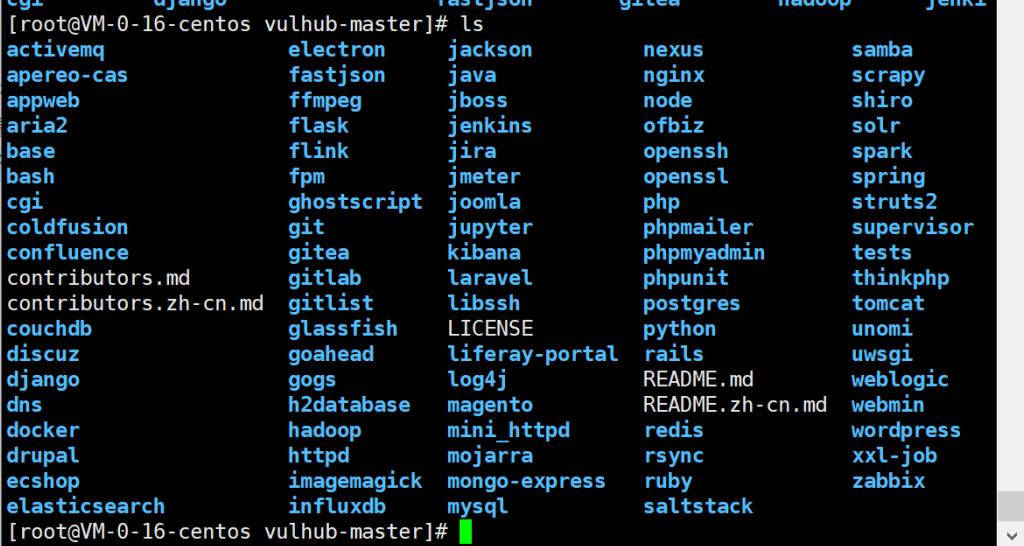 cgi django fastjson gitea hadoop jenki
[root@VM-0-16-centos vulhub-master]# ls
activemq electron jackson nexus samba
apereo-cas fastjson java nginx scrapy
appweb ffmpeg jboss node shiro
aria2 flask jenkins ofbiz solr
base flink jira openssh spark
bash fpm jmeter openssl spring
cgi ghostscript joomla php struts2
coldfusion git jupyter phpmailer supervisor
confluence gitea kibana phpmyadmin tests
contributors.md gitlab laravel phpunit thinkphp
contributors.zh-cn.md gitlist libssh postgres tomcat
couchdb glassfish LICENSE python unomi
discuz goahead liferay-portal rails uwsgi
django gogs log4j README.md weblogic
dns h2database magento README.zh-cn.md webmin
docker hadoop mini_httpd redis wordpress
drupal httpd mojarra rsync xxl-job
ecshop imagemagick mongo-express ruby zabbix
elasticsearch influxdb mysql saltstack
[root@VM-0-16-centos vulhub-master]#